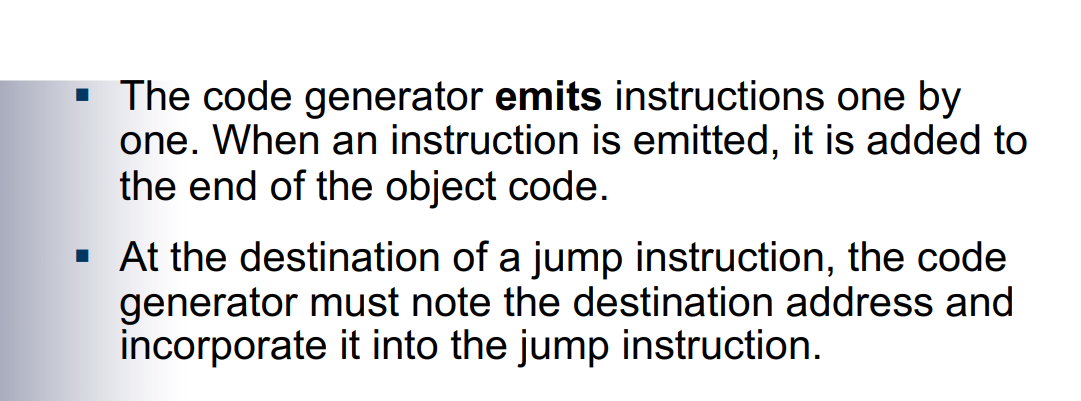 The code generator emits instructions one by
one. When an instruction is emitted, it is added to
the end of the object code.
At the destination of a jump instruction, the code
generator must note the destination address and
incorporate it into the jump instruction.